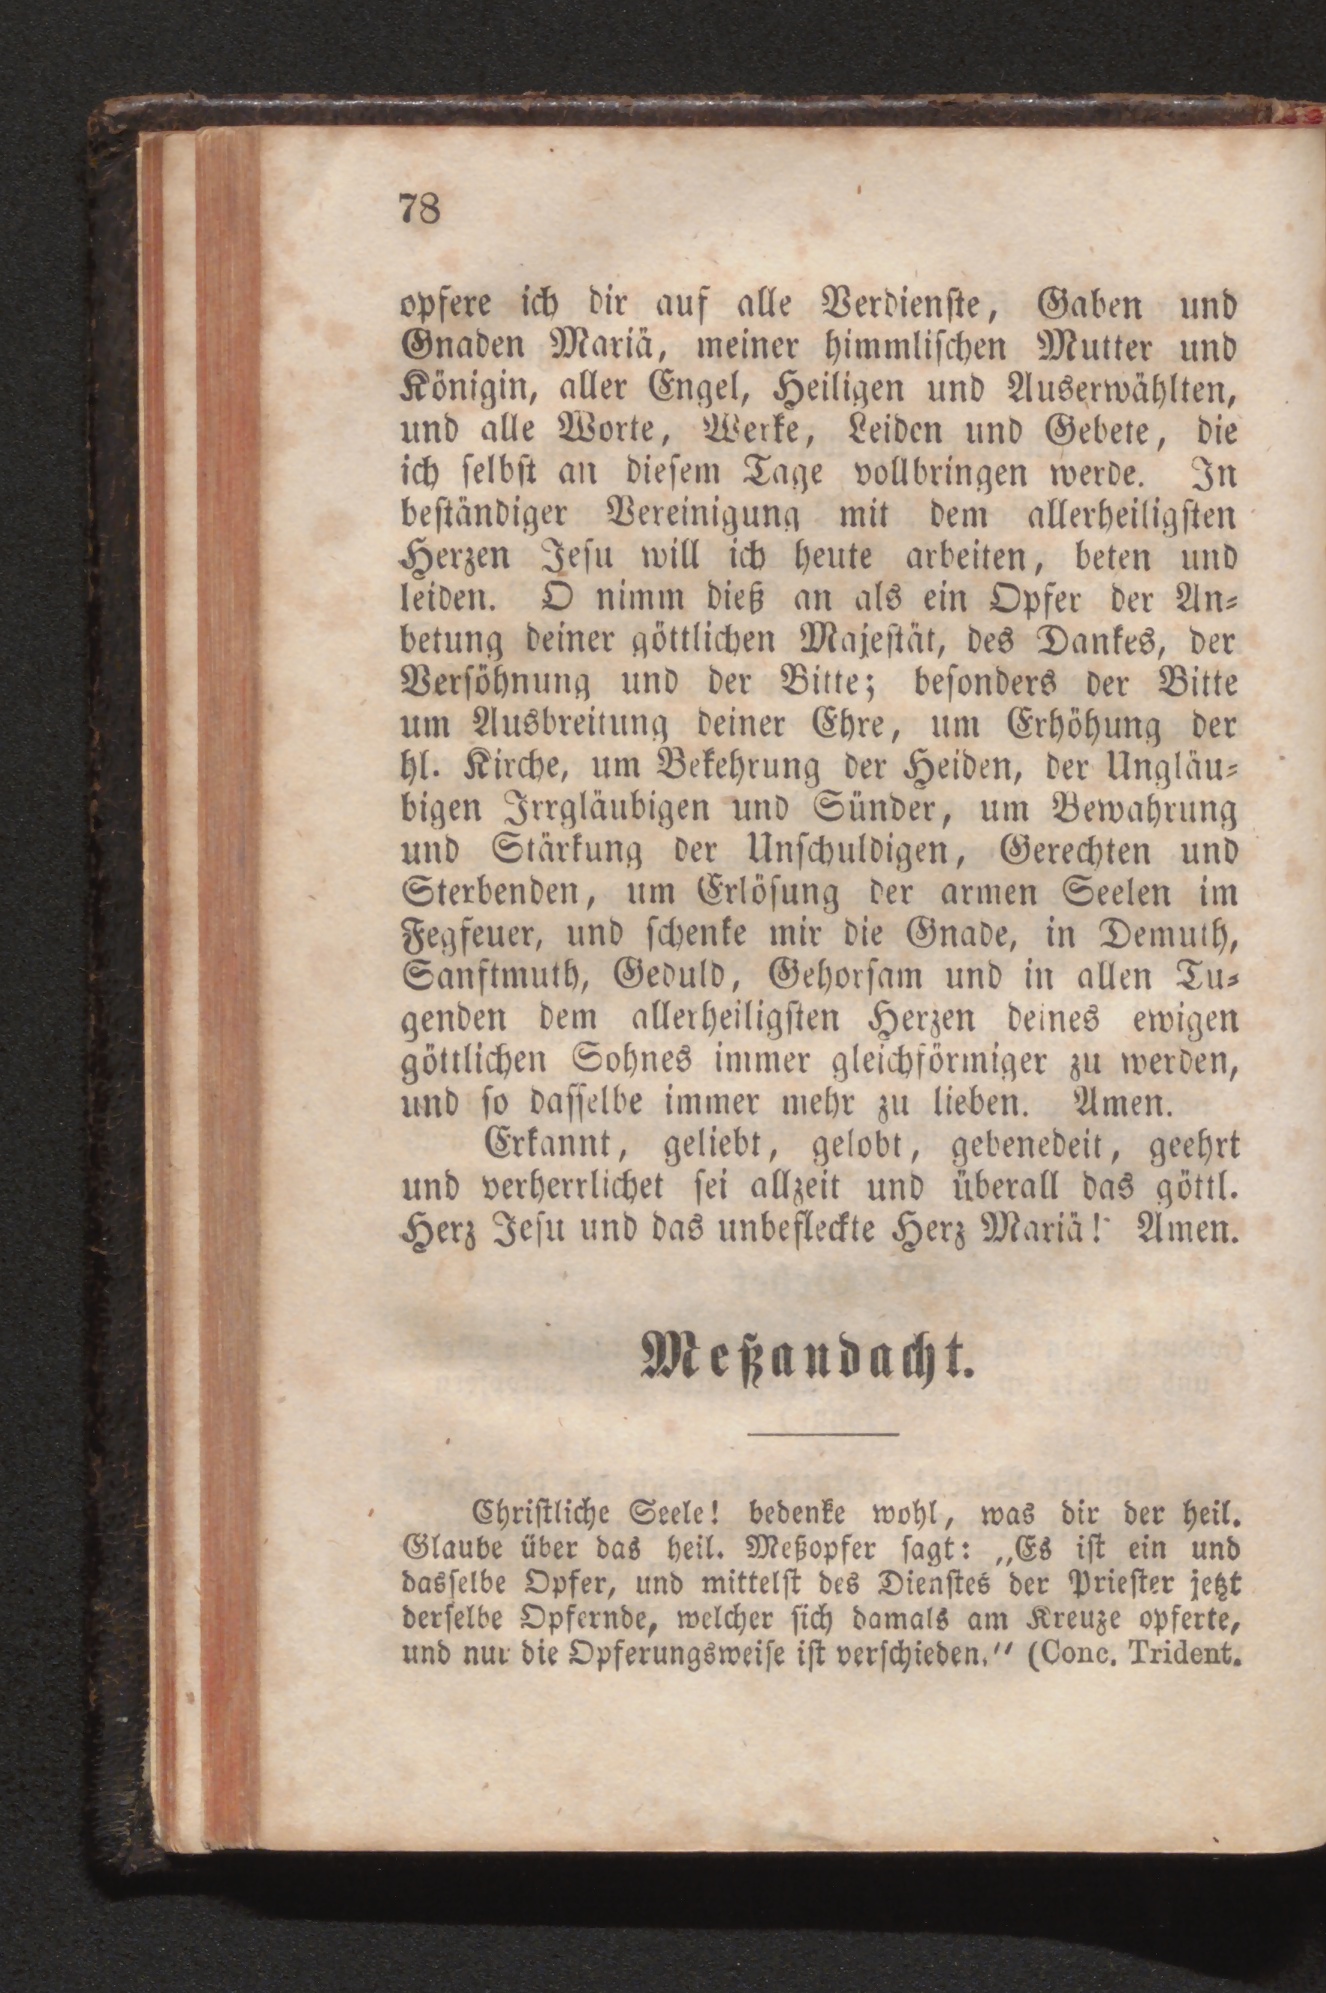 78
opfere ich dir auf alle Verdienste, Gaben und
Gnaden Mariä, meiner himmlischen Mutter und
Königin, aller Engel, Heiligen und Auserwählten,
und alle Worte, Werke, Leiden und Gebete, die
ich selbst an diesem Tage vollbringen werde. In
beständiger Vereinigung mit dem allerheiligsten
Herzen Jesu will ich heute arbeiten, beten und
leiden. O nimm dieß an als ein Opfer der An-
betung deiner göttlichen Majestät, des Dankes, der
Versöhnung und der Bitte; besonders der Bitte
um Ausbreitung deiner Ehre, um Erhöhung der
hl. Kirche, um Bekehrung der Heiden, der Ungläu-
bigen Irrgläubigen und Sünder, um Bewahrung
und Stärkung der Unschuldigen, Gerechten und
Sterbenden, um Erlösung der armen Seelen im
Fegfeuer, und schenke mir die Gnade, in Demuth,
Sanftmuth, Geduld, Gehorsam und in allen Tu-
genden dem allerheiligsten Herzen deines ewigen
göttlichen Sohnes immer gleichförmiger zu werden,
und so dasselbe immer mehr zu lieben. Amen.
Erkannt, geliebt, gelobt, gebenedeit, geehrt
und verherrlichet sei allzeit und überall das göttl.
Herz Jesu und das unbefleckte Herz Mariä! Amen.
Meßandacht.
Christliche Seele! bedenke wohl, was dir der heil.
Glaube über das heil. Meßopfer sagt: „Es ist ein und
dasselbe Opfer, und mittelst des Dienstes der Priester jetzt
derselbe Opfernde, welcher sich damals am Kreuze opferte,
und nur die Opferungsweise ist verschieden." (Conc. Trident.